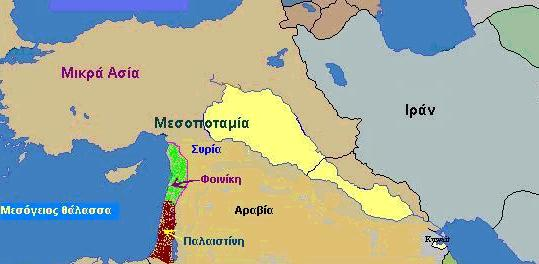 Μικρά Ασία
Ιράν
Μεσοποταμία
Συρία
Φοινίκη
Μεσόγειος θάλασσα
Αραβία
Παλαιστίνη